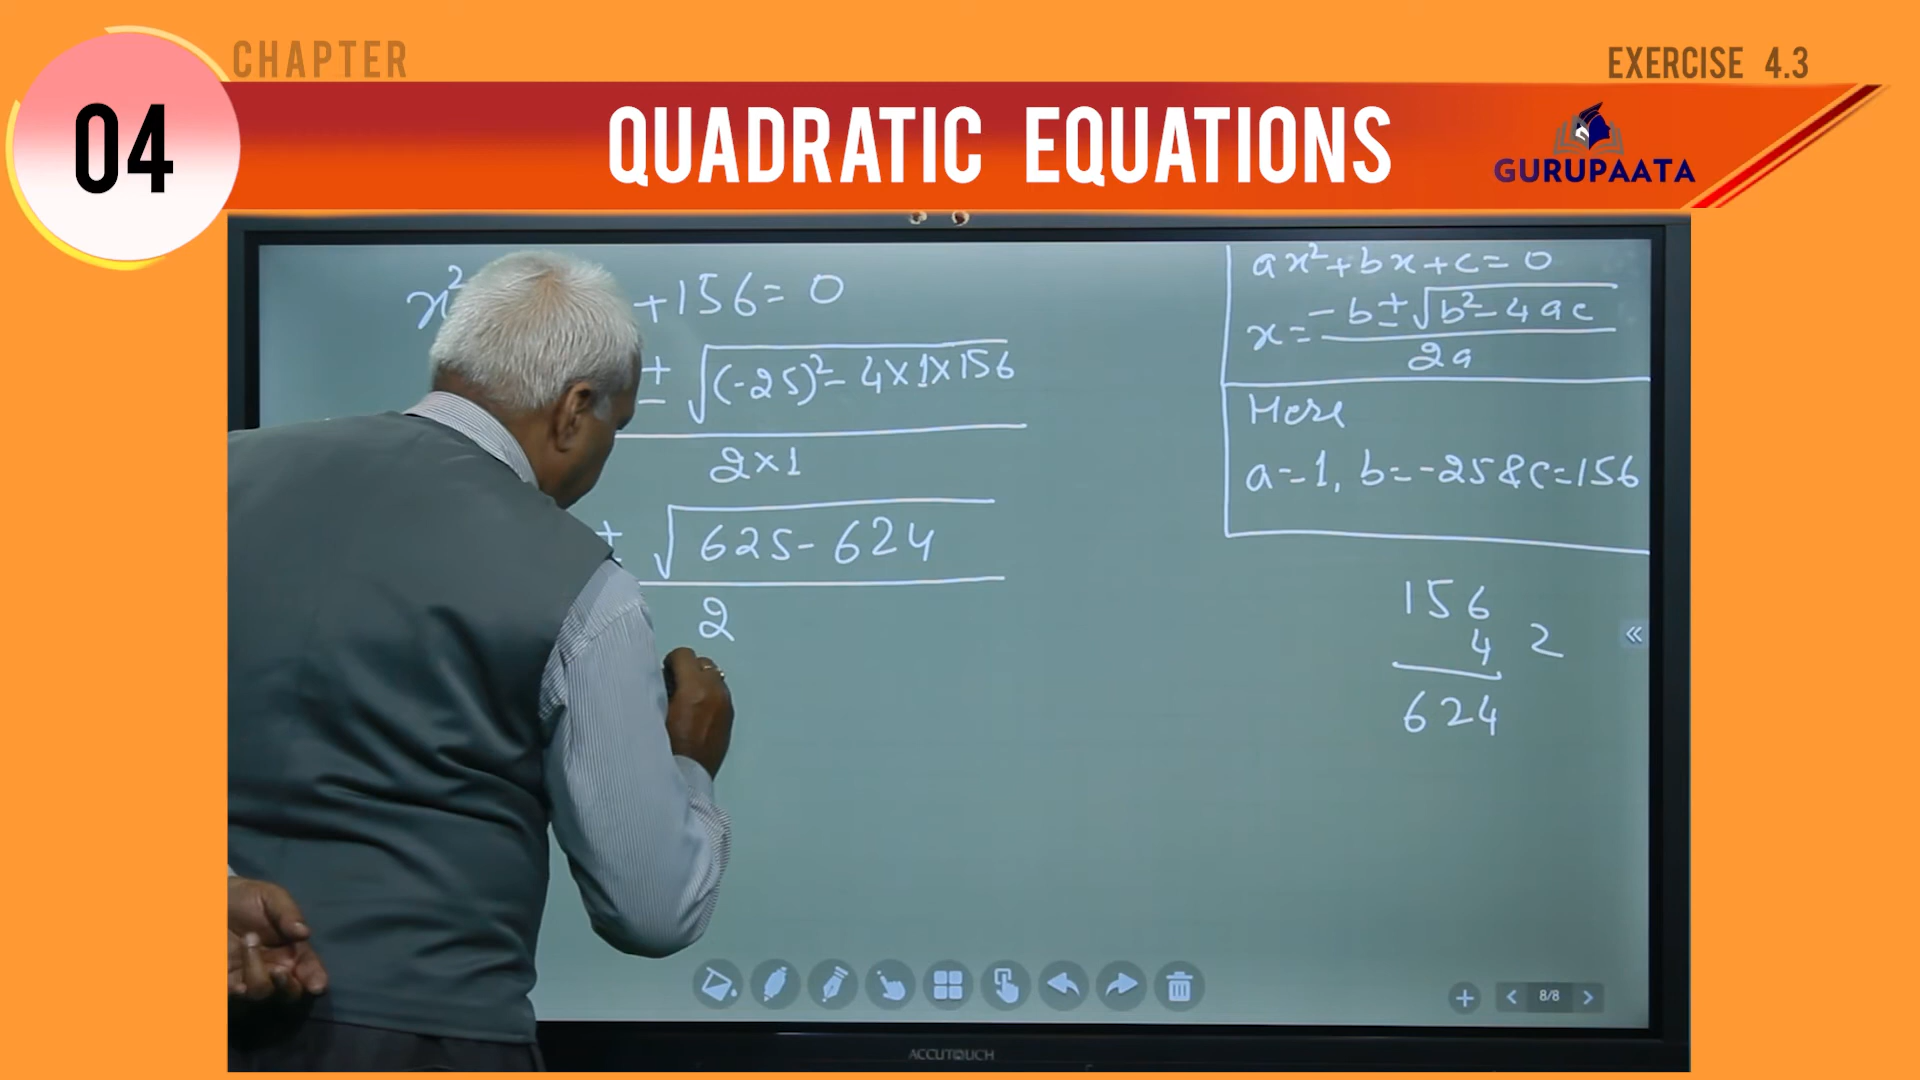 CHAPTER
EXERCISE 4.3
04
QUADRATIC EQUATIONS
GURUPAATA
x² +156=0
± √(-25)²-4×1×156
2×1
± √625-624
2
ax²+bx+c=0
x=-b±√b²-4ac
2a
Here
a=1, b=-25&c=156
156
4 2
624
«
+ < 8/8 >
ACCUTOUCH